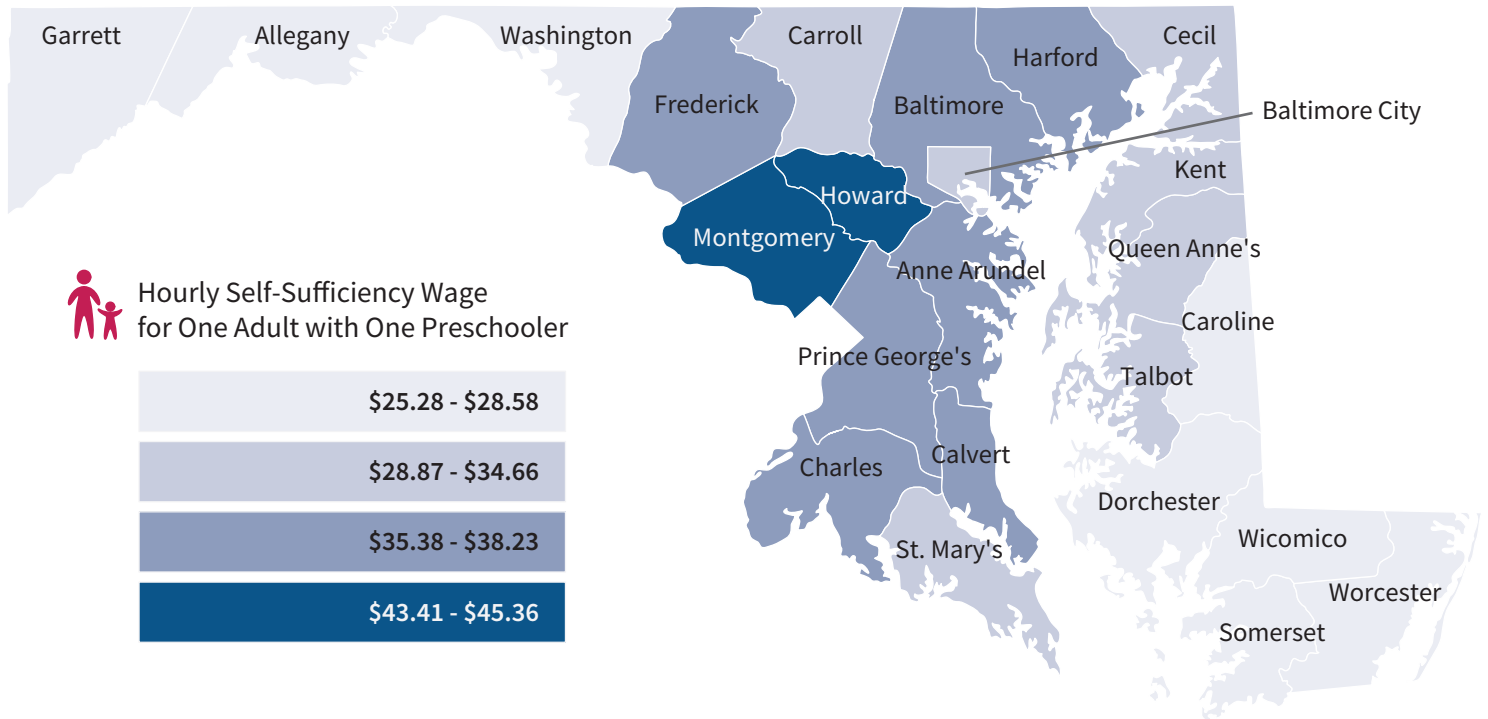 Garrett
Allegany
Washington
Frederick
Carroll
Baltimore
Harford
Cecil
Baltimore City
Kent
Howard
Montgomery
Queen Anne's
Anne Arundel
Caroline
Prince George's
Talbot
Charles
Calvert
Dorchester
St. Mary's
Wicomico
Worcester
Somerset
Hourly Self-Sufficiency Wage
for One Adult with One Preschooler
$25.28 - $28.58
$28.87 - $34.66
$35.38 - $38.23
$43.41 - $45.36